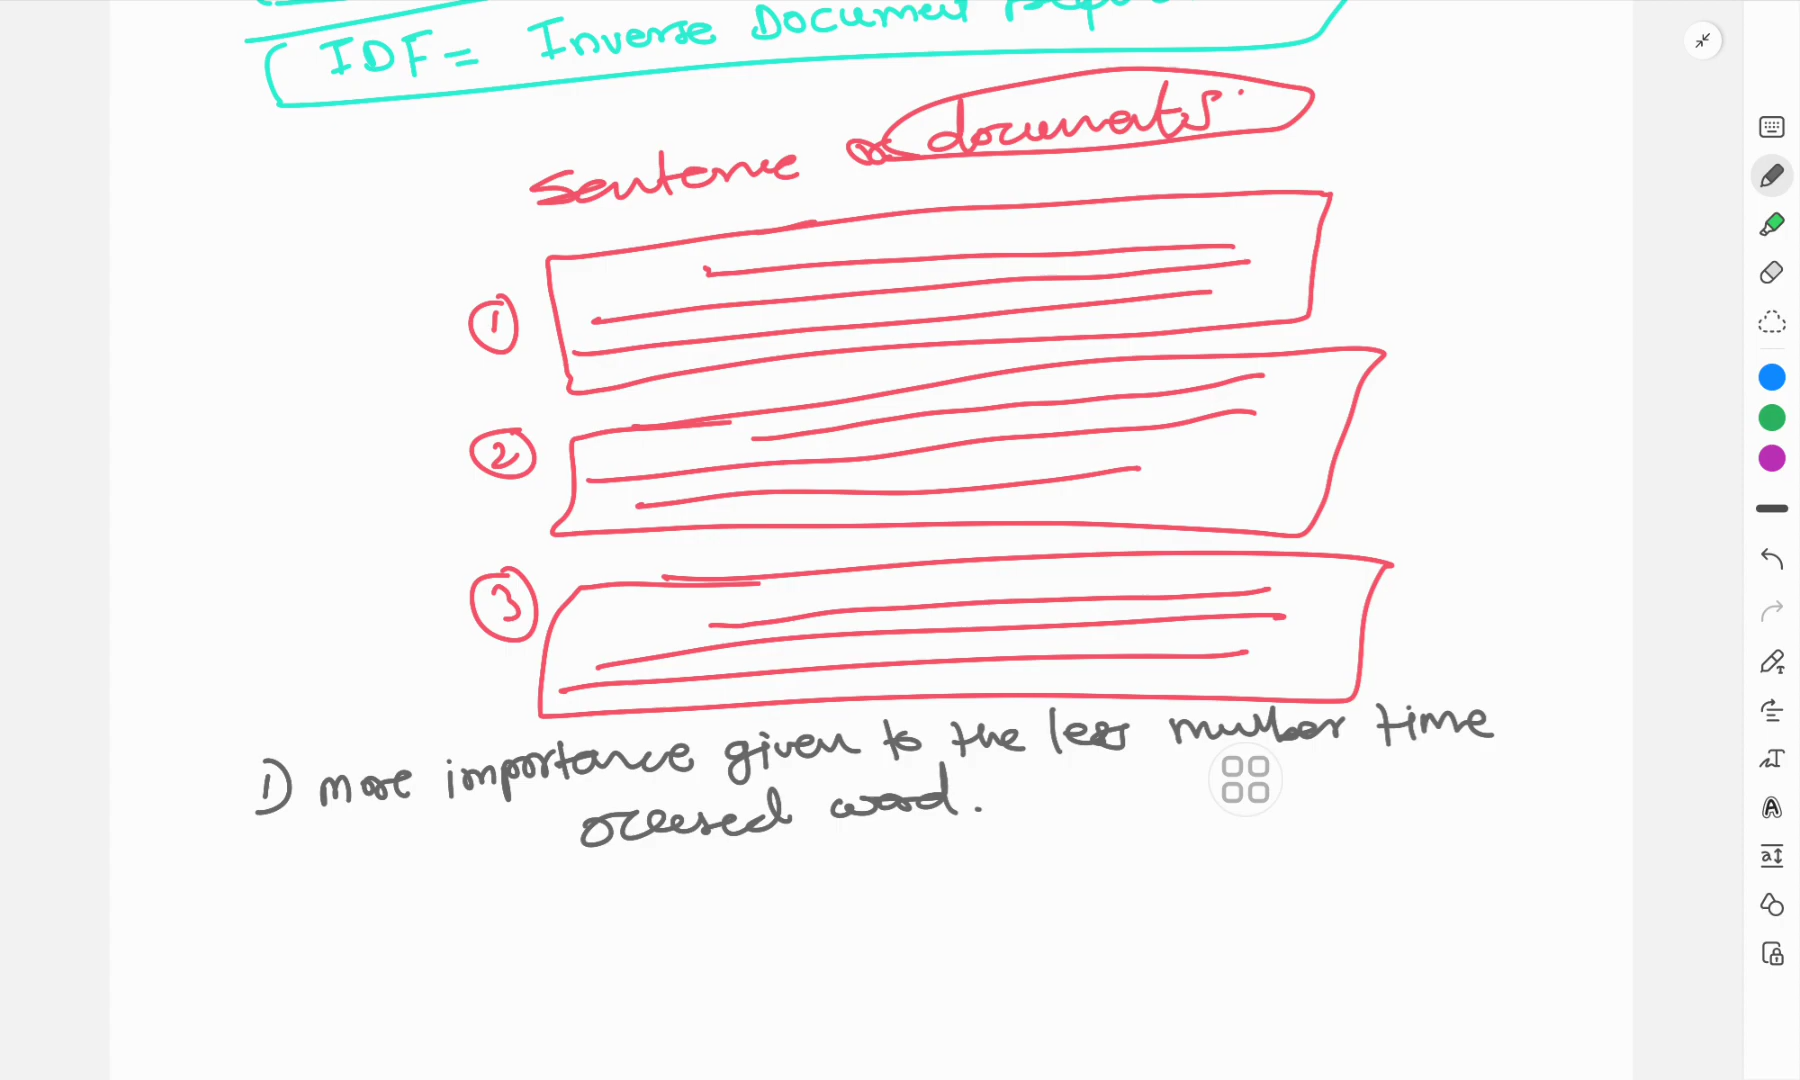 IDF = Inverse Document
Sentence or documents.
1
2
3
1) more importance given to the less number time
occured word.